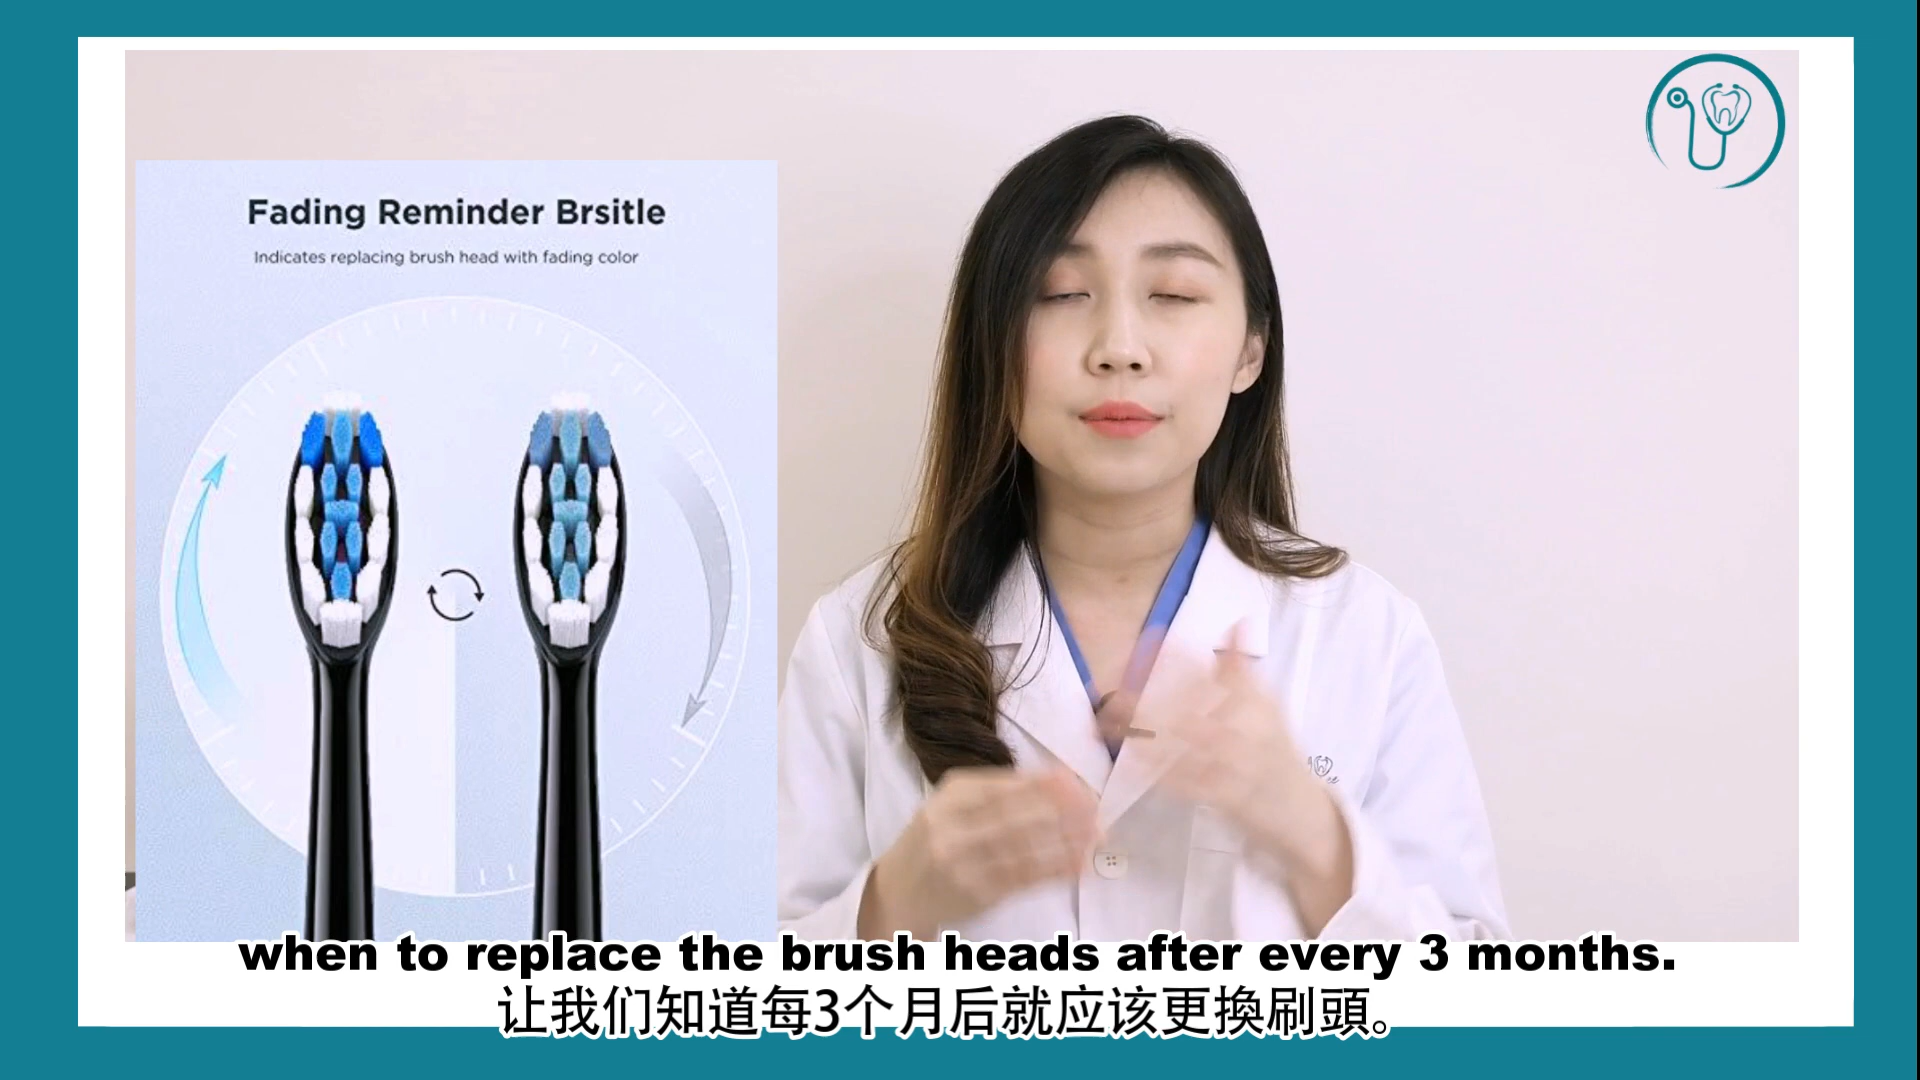 Fading Reminder Brsitle
Indicates replacing brush head with fading color
when to replace the brush heads after every 3 months.
让我们知道每3个月后就应该更換刷頭。